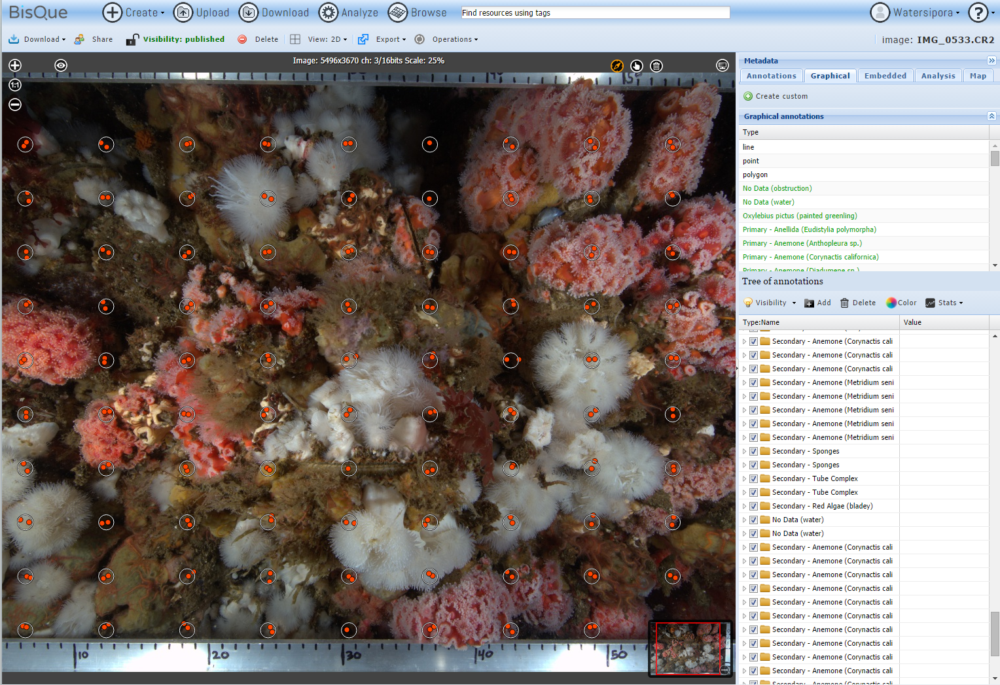 BisQue Create Upload Download Analyze Browse Find resources using tags Watersipora ?
Download Share Visibility: published Delete View: 2D Export Operations image: IMG_0533.CR2
Image: 5496x3670 ch: 3/16bits Scale: 25%
1:1
Metadata
Annotations Graphical Embedded Analysis Map
Create custom
Graphical annotations
Type
line
point
polygon
No Data (obstruction)
No Data (water)
Oxylebius pictus (painted greenling)
Primary - Anellida (Eudistylia polymorpha)
Primary - Anemone (Anthopleura sp.)
Primary - Anemone (Corynactis californica)
Primary - Anemone (Diadumene sp.)
Tree of annotations
Visibility Add Delete Color Stats
Type:Name Value
Secondary - Anemone (Corynactis cali
Secondary - Anemone (Corynactis cali
Secondary - Anemone (Corynactis cali
Secondary - Anemone (Metridium seni
Secondary - Anemone (Metridium seni
Secondary - Anemone (Metridium seni
Secondary - Anemone (Metridium seni
Secondary - Anemone (Metridium seni
Secondary - Sponges
Secondary - Sponges
Secondary - Tube Complex
Secondary - Tube Complex
Secondary - Red Algae (bladey)
No Data (water)
No Data (water)
Secondary - Anemone (Corynactis cali
Secondary - Anemone (Corynactis cali
Secondary - Anemone (Corynactis cali
Secondary - Anemone (Corynactis cali
Secondary - Anemone (Corynactis cali
Secondary - Anemone (Corynactis cali
Secondary - Anemone (Corynactis cali
Secondary - Anemone (Corynactis cali
Secondary - Anemone (Corynactis cali
Secondary - Anemone (Corynactis cali
10 20 30 40 50